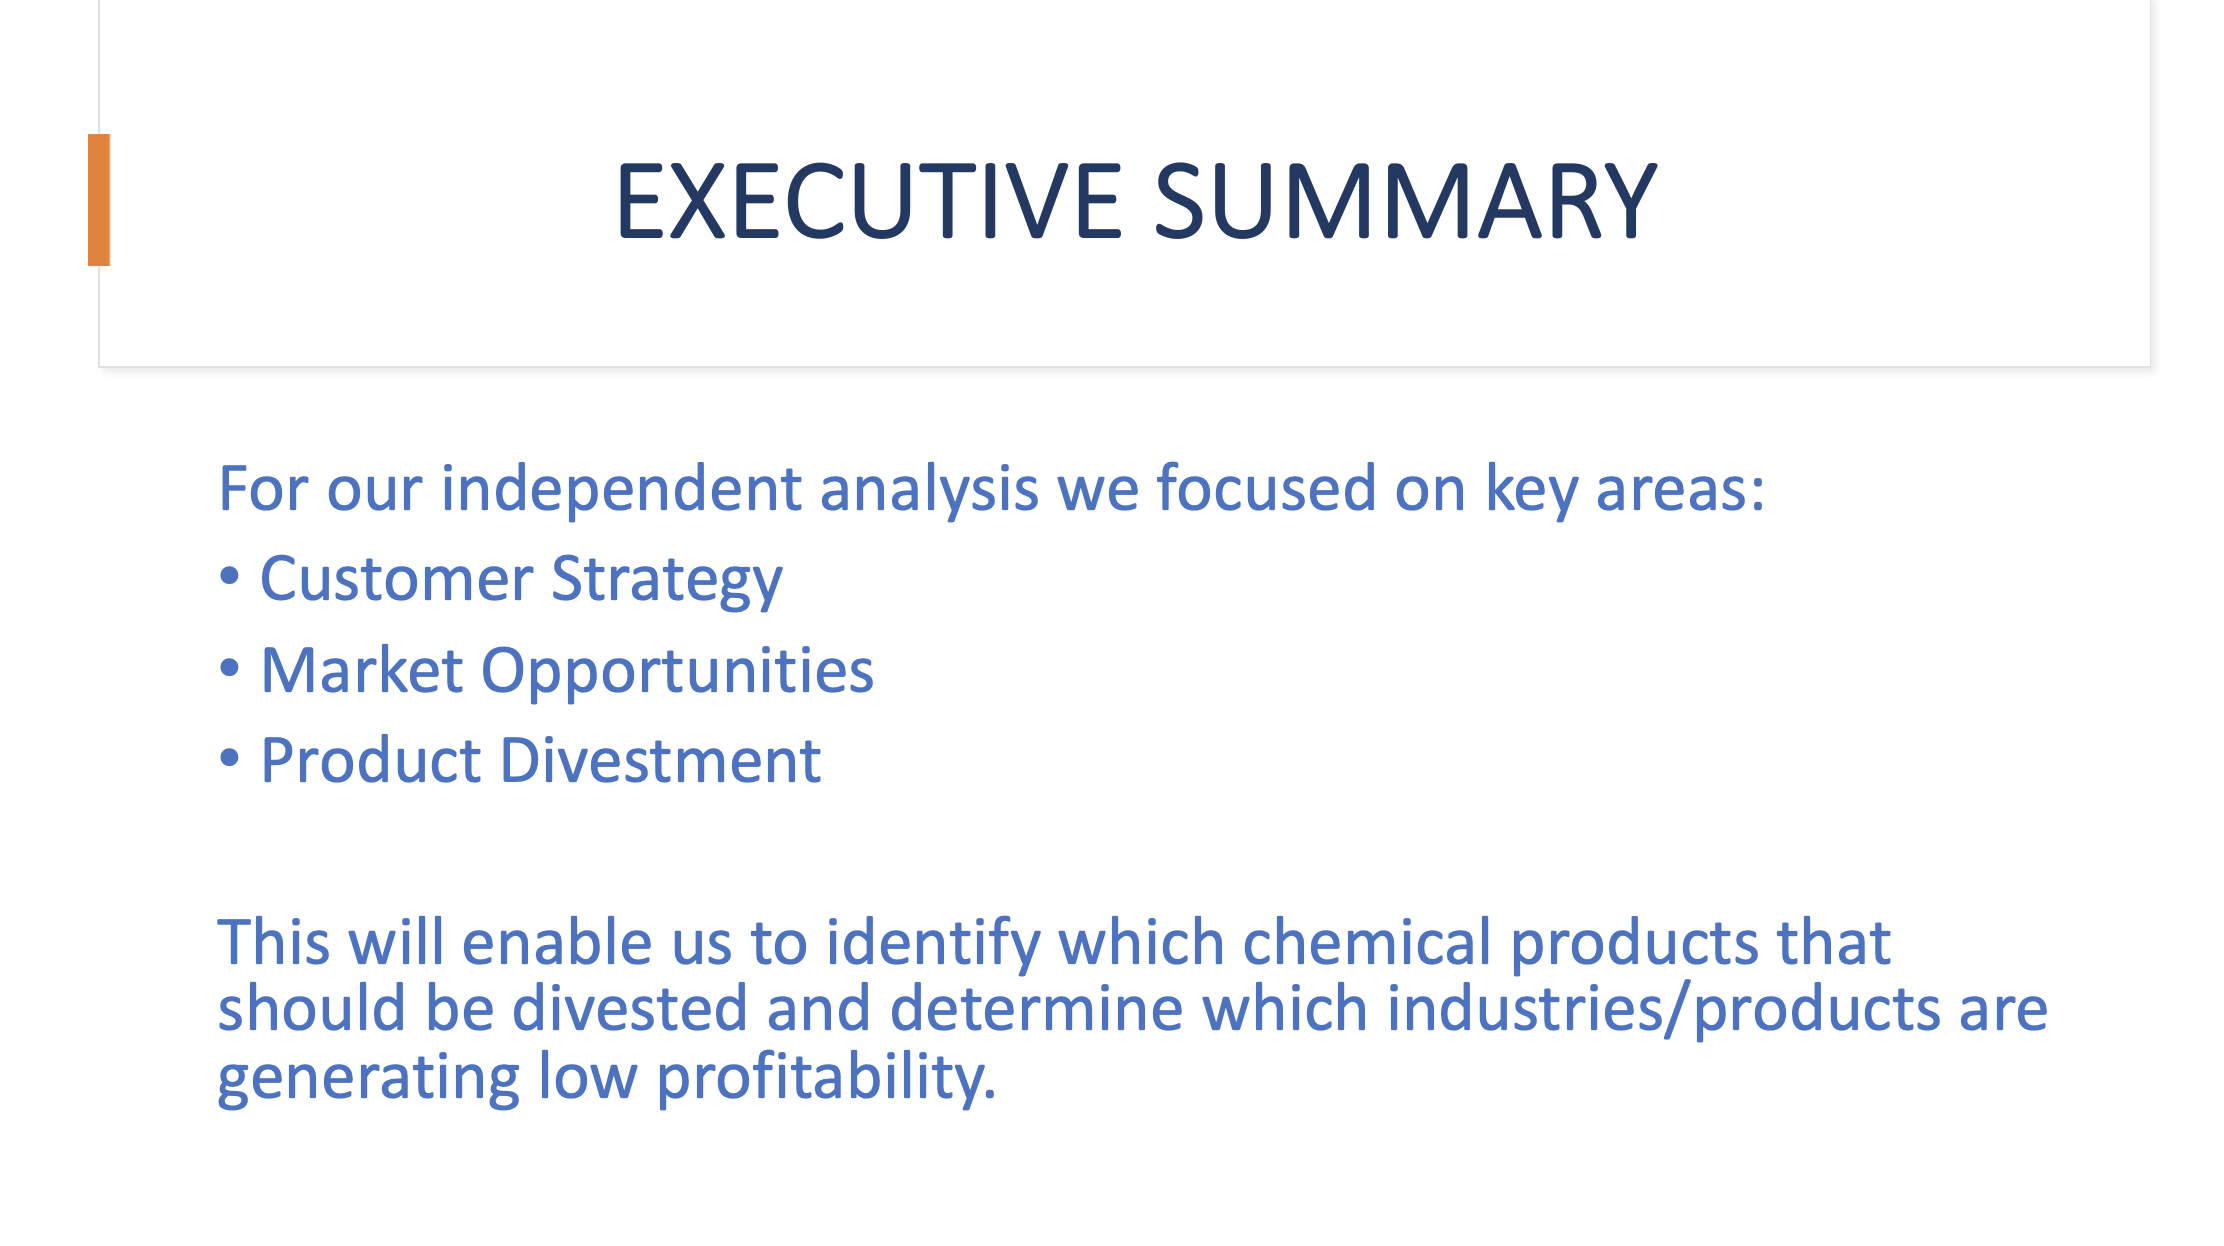 EXECUTIVE SUMMARY
For our independent analysis we focused on key areas:
• Customer Strategy
• Market Opportunities
• Product Divestment
This will enable us to identify which chemical products that
should be divested and determine which industries/products are
generating low profitability.